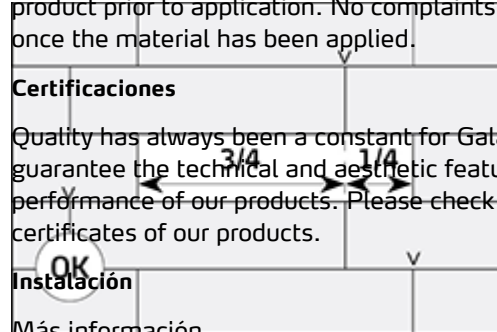 product prior to application. No complaints
once the material has been applied.
Certificaciones
Quality has always been a constant for Gal
3/4 1/4
guarantee the technical and aesthetic featu
performance of our products. Please check
certificates of our products.
OK
Instalación
Más información